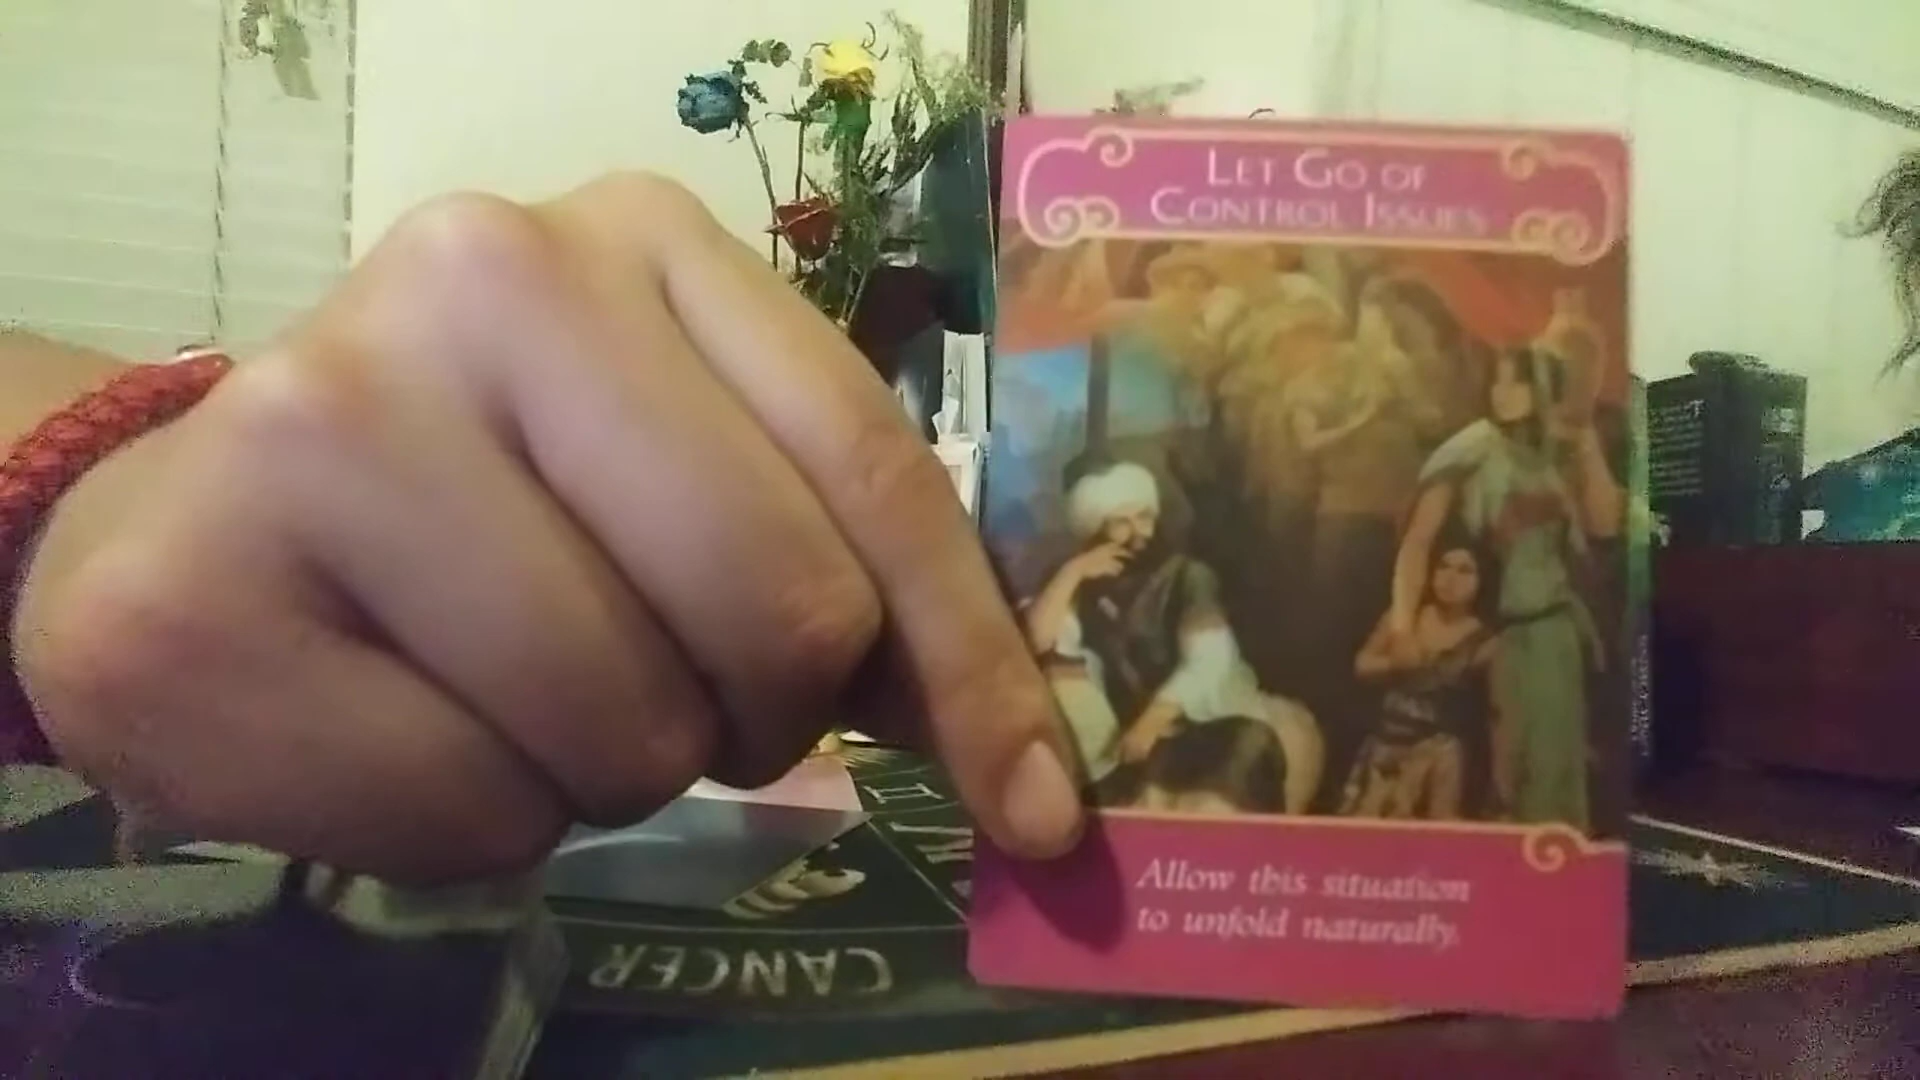 LET GO OF
CONTROL ISSUES
Allow this situation
to unfold naturally.
CANCER